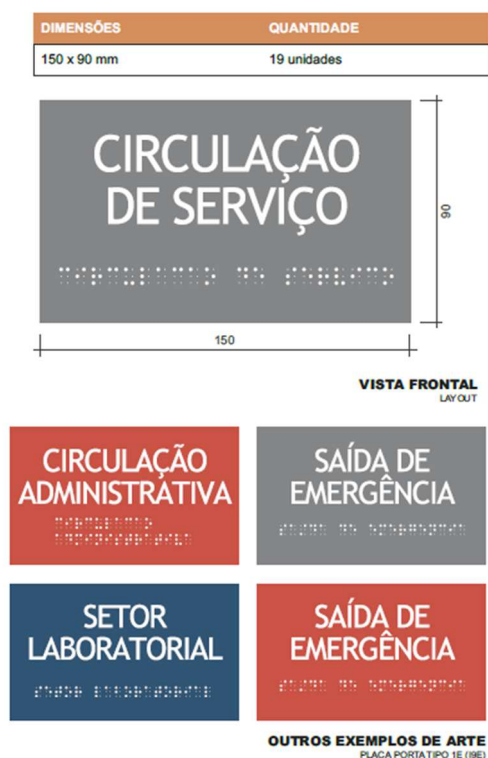 DIMENSÕES QUANTIDADE
150 x 90 mm 19 unidades
CIRCULAÇÃO
DE SERVIÇO
90
150
VISTA FRONTAL
LAYOUT
CIRCULAÇÃO
ADMINISTRATIVA
SAÍDA DE
EMERGÊNCIA
SETOR
LABORATORIAL
SAÍDA DE
EMERGÊNCIA
OUTROS EXEMPLOS DE ARTE
PLACA PORTA TIPO 1E (I9E)